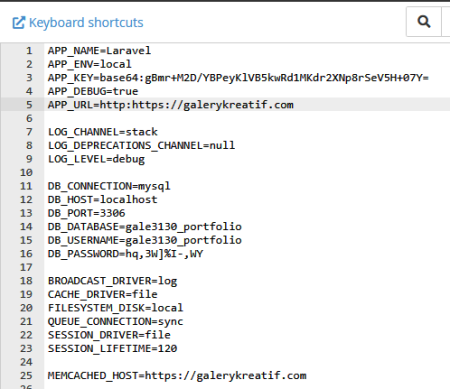 Keyboard shortcuts
1 APP_NAME=Laravel
2 APP_ENV=local
3 APP_KEY=base64:gBmr+M2D/YBPeyKlVB5kwRd1MKdr2XNp8rSeV5H+07Y=
4 APP_DEBUG=true
5 APP_URL=http:https://galerykreatif.com
6
7 LOG_CHANNEL=stack
8 LOG_DEPRECATIONS_CHANNEL=null
9 LOG_LEVEL=debug
10
11 DB_CONNECTION=mysql
12 DB_HOST=localhost
13 DB_PORT=3306
14 DB_DATABASE=gale3130_portfolio
15 DB_USERNAME=gale3130_portfolio
16 DB_PASSWORD=hq,3W]%I-,WY
17
18 BROADCAST_DRIVER=log
19 CACHE_DRIVER=file
20 FILESYSTEM_DISK=local
21 QUEUE_CONNECTION=sync
22 SESSION_DRIVER=file
23 SESSION_LIFETIME=120
24
25 MEMCACHED_HOST=https://galerykreatif.com